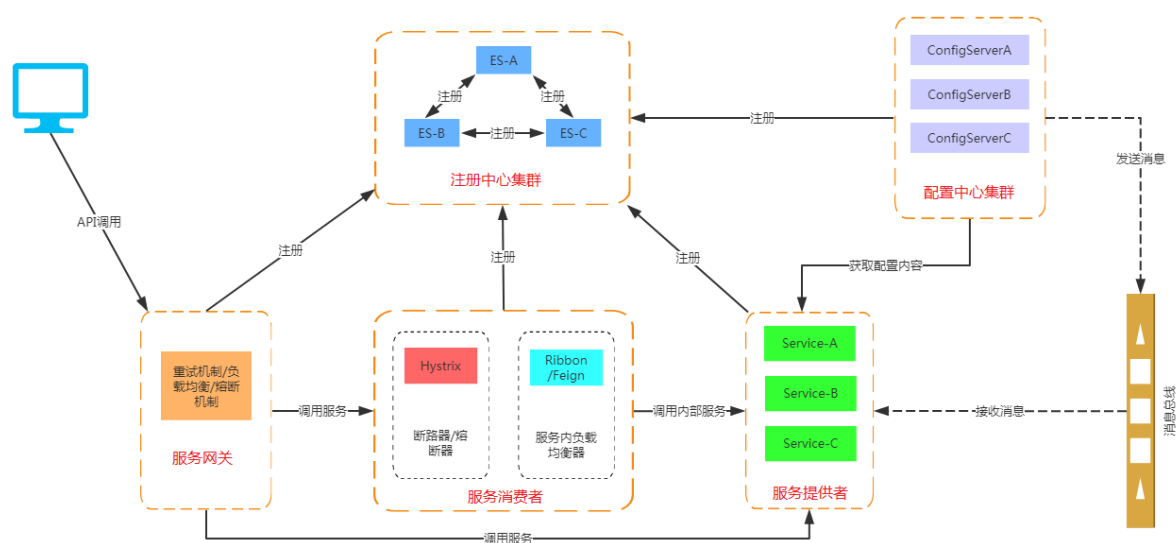 ES-A
注册
注册
ES-B
注册
ES-C
注册中心集群
ConfigServerA
ConfigServerB
ConfigServerC
配置中心集群
注册
发送消息
API调用
注册
注册
注册
获取配置内容
重试机制/负
载均衡/熔断
机制
服务网关
调用服务
Hystrix
断路器/熔
断器
Ribbon
/Feign
服务内负载
均衡器
服务消费者
调用内部服务
Service-A
Service-B
Service-C
服务提供者
接收消息
消息总线
调用服务